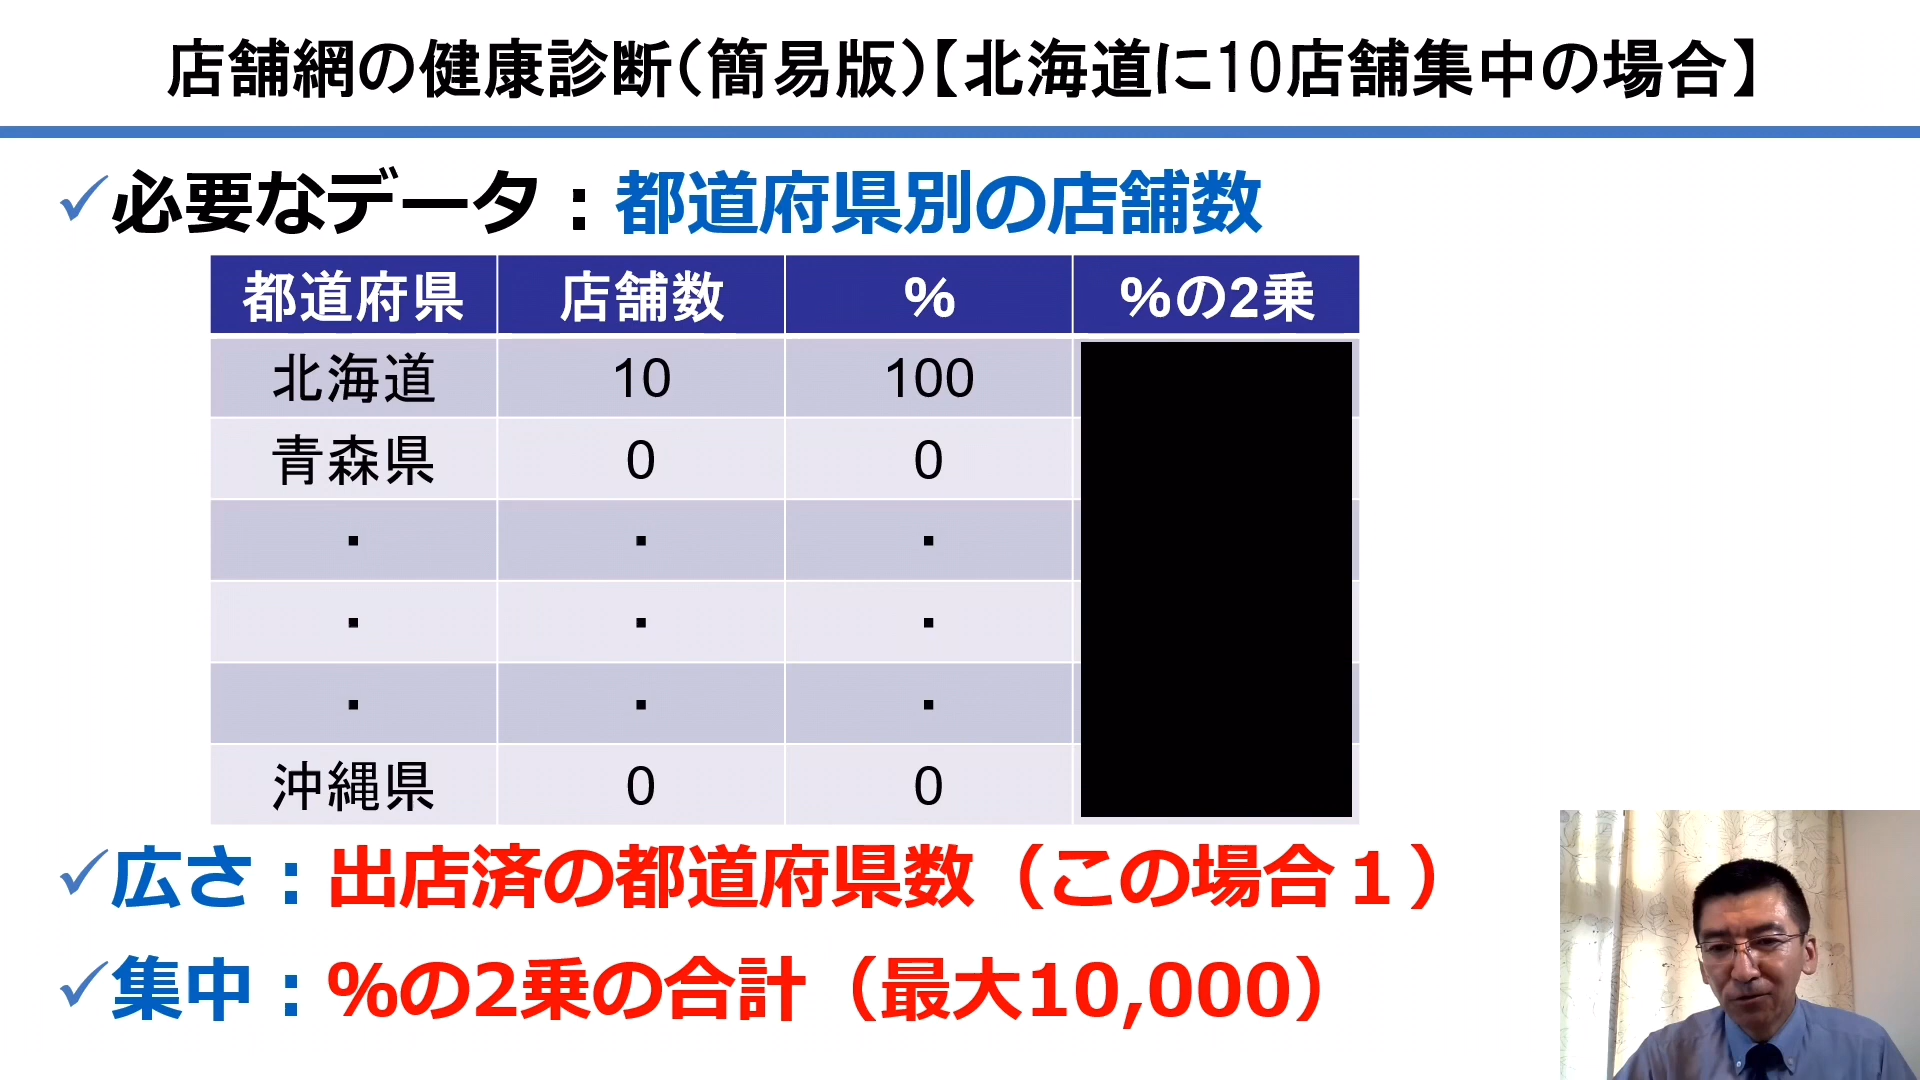 店舗網の健康診断(簡易版)【北海道に10店舗集中の場合】
✓必要なデータ：都道府県別の店舗数
都道府県 店舗数 % %の2乗
北海道 10 100
青森県 0 0
・ ・ ・
・ ・ ・
・ ・ ・
沖縄県 0 0
✓広さ：出店済の都道府県数（この場合１）
✓集中：%の2乗の合計（最大10,000）